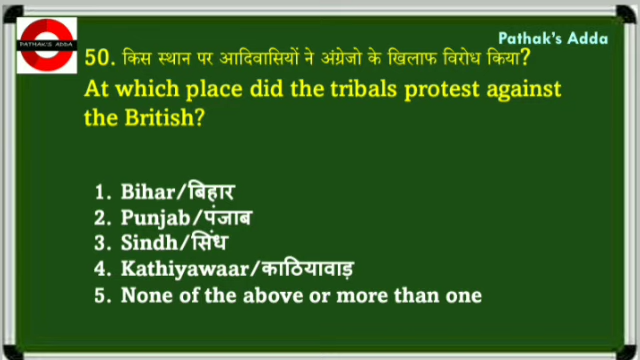 Pathak's Adda
PATHAK'S ADDA
50. किस स्थान पर आदिवासियों ने अंग्रेजो के खिलाफ विरोध किया?
At which place did the tribals protest against
the British?
1. Bihar/बिहार
2. Punjab/पंजाब
3. Sindh/सिंध
4. Kathiyawaar/काठियावाड़
5. None of the above or more than one